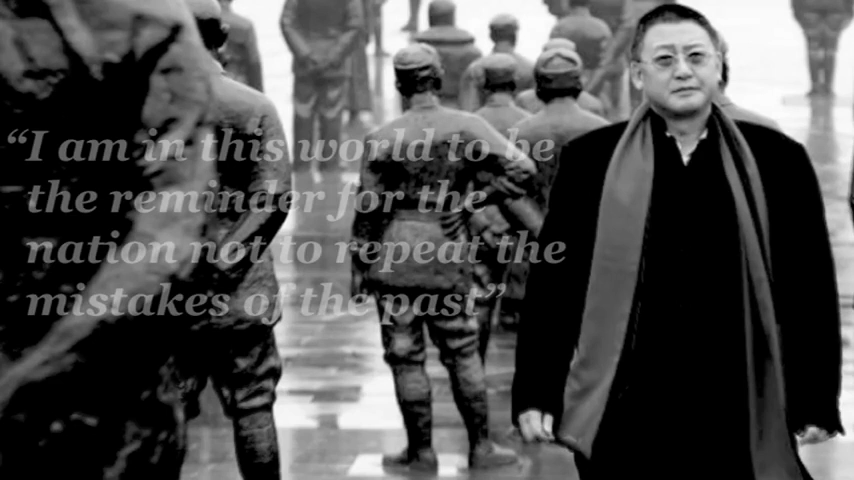 “I am in this world to be
the reminder for the
nation not to repeat the
mistakes of the past”